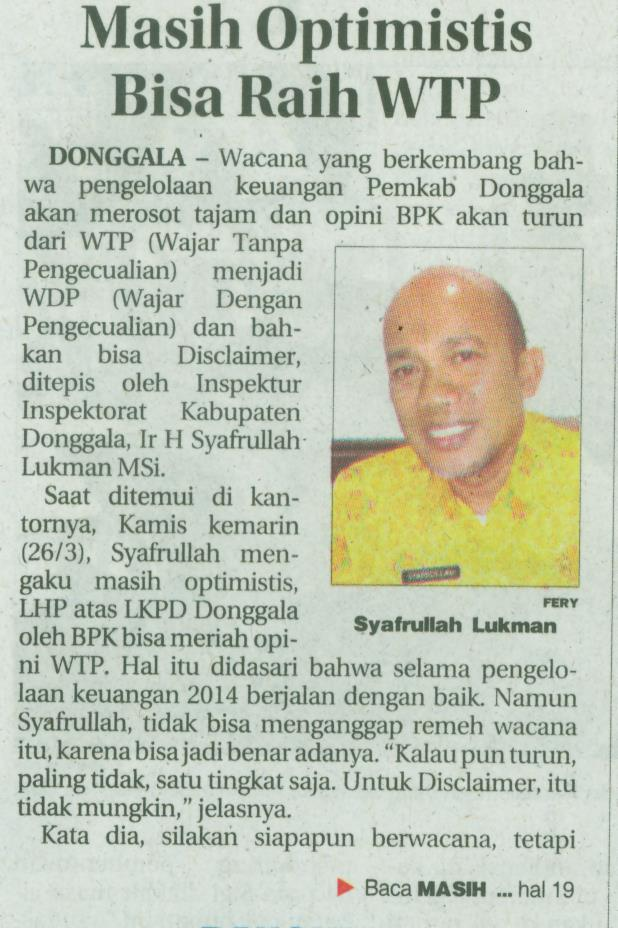 Masih Optimistis
Bisa Raih WTP
DONGGALA – Wacana yang berkembang bah-
wa pengelolaan keuangan Pemkab Donggala
akan merosot tajam dan opini BPK akan turun
dari WTP (Wajar Tanpa
Pengecualian) menjadi
WDP (Wajar Dengan
Pengecualian) dan bah-
kan bisa Disclaimer,
ditepis oleh Inspektur
Inspektorat Kabupaten
Donggala, Ir H Syafrullah
Lukman MSi.
Saat ditemui di kan-
tornya, Kamis kemarin
(26/3), Syafrullah men-
gaku masih optimistis,
LHP atas LKPD Donggala
oleh BPK bisa meriah opi-
ni WTP. Hal itu didasari bahwa selama pengelo-
laan keuangan 2014 berjalan dengan baik. Namun
Syafrullah, tidak bisa menganggap remeh wacana
itu, karena bisa jadi benar adanya. “Kalau pun turun,
paling tidak, satu tingkat saja. Untuk Disclaimer, itu
tidak mungkin,” jelasnya.
Kata dia, silakan siapapun berwacana, tetapi
FERY
Syafrullah Lukman
Baca MASIH ... hal 19